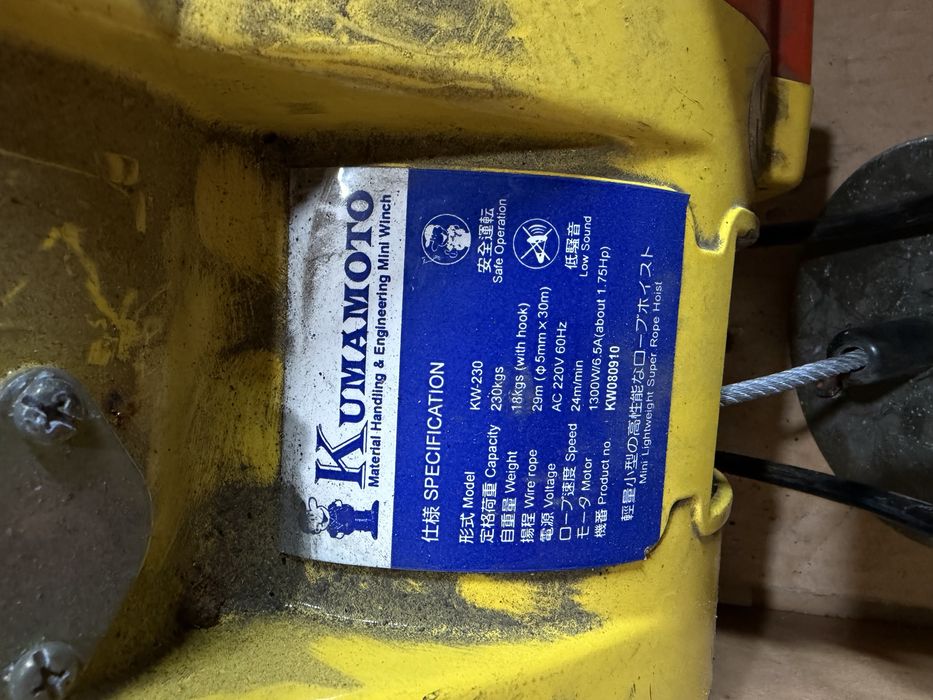 KUMAMOTO
Material Handling & Engineering Mini Winch
仕様 SPECIFICATION
形式 Model KW-230
定格荷重 Capacity 230kgs
自重量 Weight 18kgs (with hook)
揚程 Wire rope 29m (φ5mm×30m)
電源 Voltage AC 220V 60Hz
ロープ速度 Speed 24m/min
モータ Motor 1300W/6.5A(about 1.75Hp)
機番 Product no. KW080910
安全運転
Safe Operation
低騒音
Low Sound
軽量小型の高性能なロープホイスト
Mini Lightweight Super Rope Hoist